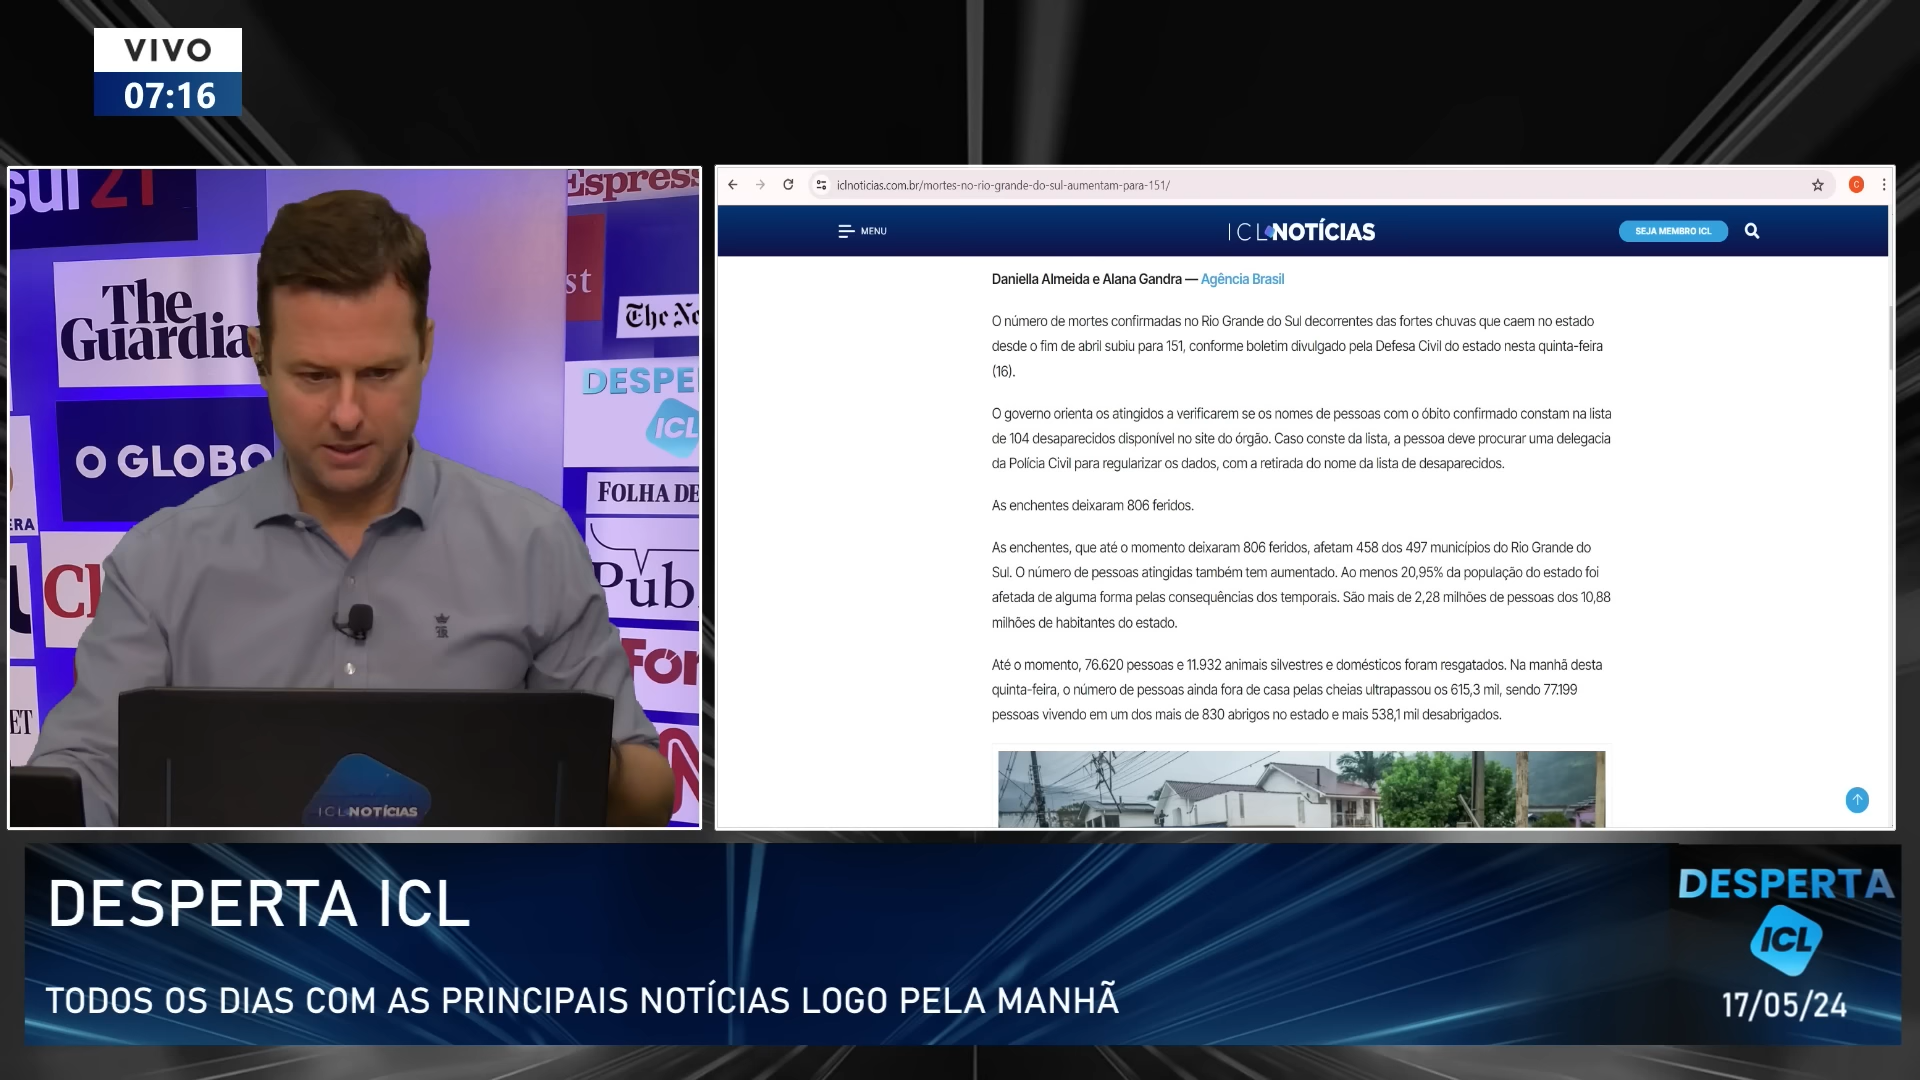 VIVO
07:16
sul 21
The
Guardia
O GLOBO
ERA
ET
Espress
st
The Ne
DESPE
ICL
FOLHA DE
Pub
For
N
ICL NOTÍCIAS
iclnoticias.com.br/mortes-no-rio-grande-do-sul-aumentam-para-151/
C
MENU
ICL NOTÍCIAS
SEJA MEMBRO ICL
Daniella Almeida e Alana Gandra — Agência Brasil
O número de mortes confirmadas no Rio Grande do Sul decorrentes das fortes chuvas que caem no estado
desde o fim de abril subiu para 151, conforme boletim divulgado pela Defesa Civil do estado nesta quinta-feira
(16).
O governo orienta os atingidos a verificarem se os nomes de pessoas com o óbito confirmado constam na lista
de 104 desaparecidos disponível no site do órgão. Caso conste da lista, a pessoa deve procurar uma delegacia
da Polícia Civil para regularizar os dados, com a retirada do nome da lista de desaparecidos.
As enchentes deixaram 806 feridos.
As enchentes, que até o momento deixaram 806 feridos, afetam 458 dos 497 municípios do Rio Grande do
Sul. O número de pessoas atingidas também tem aumentado. Ao menos 20,95% da população do estado foi
afetada de alguma forma pelas consequências dos temporais. São mais de 2,28 milhões de pessoas dos 10,88
milhões de habitantes do estado.
Até o momento, 76.620 pessoas e 11.932 animais silvestres e domésticos foram resgatados. Na manhã desta
quinta-feira, o número de pessoas ainda fora de casa pelas cheias ultrapassou os 615,3 mil, sendo 77.199
pessoas vivendo em um dos mais de 830 abrigos no estado e mais 538,1 mil desabrigados.
DESPERTA ICL
TODOS OS DIAS COM AS PRINCIPAIS NOTÍCIAS LOGO PELA MANHÃ
DESPERTA
ICL
17/05/24